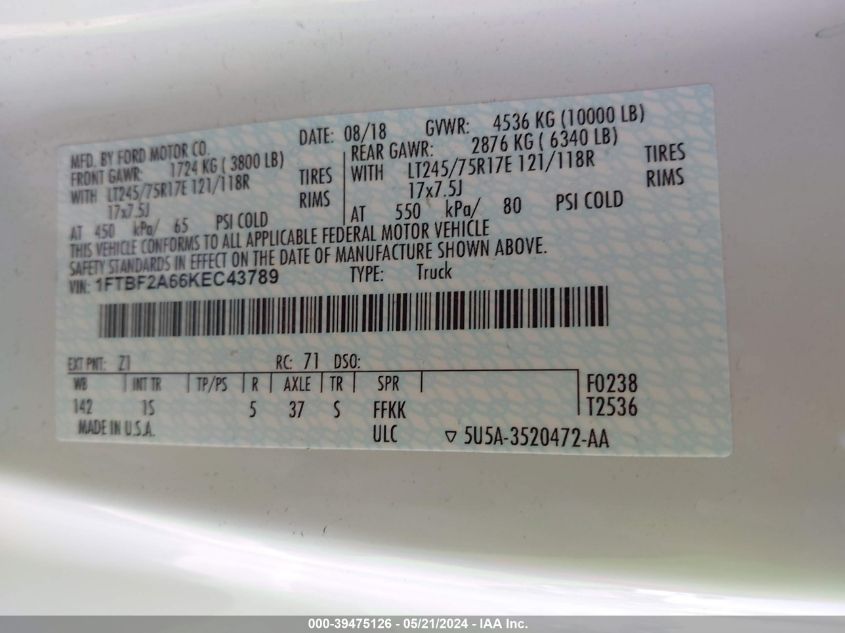 MFD. BY FORD MOTOR CO. DATE: 08/18 GVWR: 4536 KG (10000 LB)
FRONT GAWR: 1724 KG ( 3800 LB) REAR GAWR: 2876 KG ( 6340 LB)
WITH LT245/75R17E 121/118R TIRES WITH LT245/75R17E 121/118R TIRES
17x7.5J RIMS 17x7.5J RIMS
AT 450 kPa/ 65 PSI COLD AT 550 kPa/ 80 PSI COLD
THIS VEHICLE CONFORMS TO ALL APPLICABLE FEDERAL MOTOR VEHICLE
SAFETY STANDARDS IN EFFECT ON THE DATE OF MANUFACTURE SHOWN ABOVE.
VIN: 1FTBF2A66KEC43789 TYPE: Truck
EXT PNT: Z1 RC: 71 DSO:
WB INT TR TP/PS R AXLE TR SPR F0238
142 1S 5 37 S FFKK T2536
MADE IN U.S.A. ULC ▽ 5U5A-3520472-AA
000-39475126 - 05/21/2024 - IAA Inc.